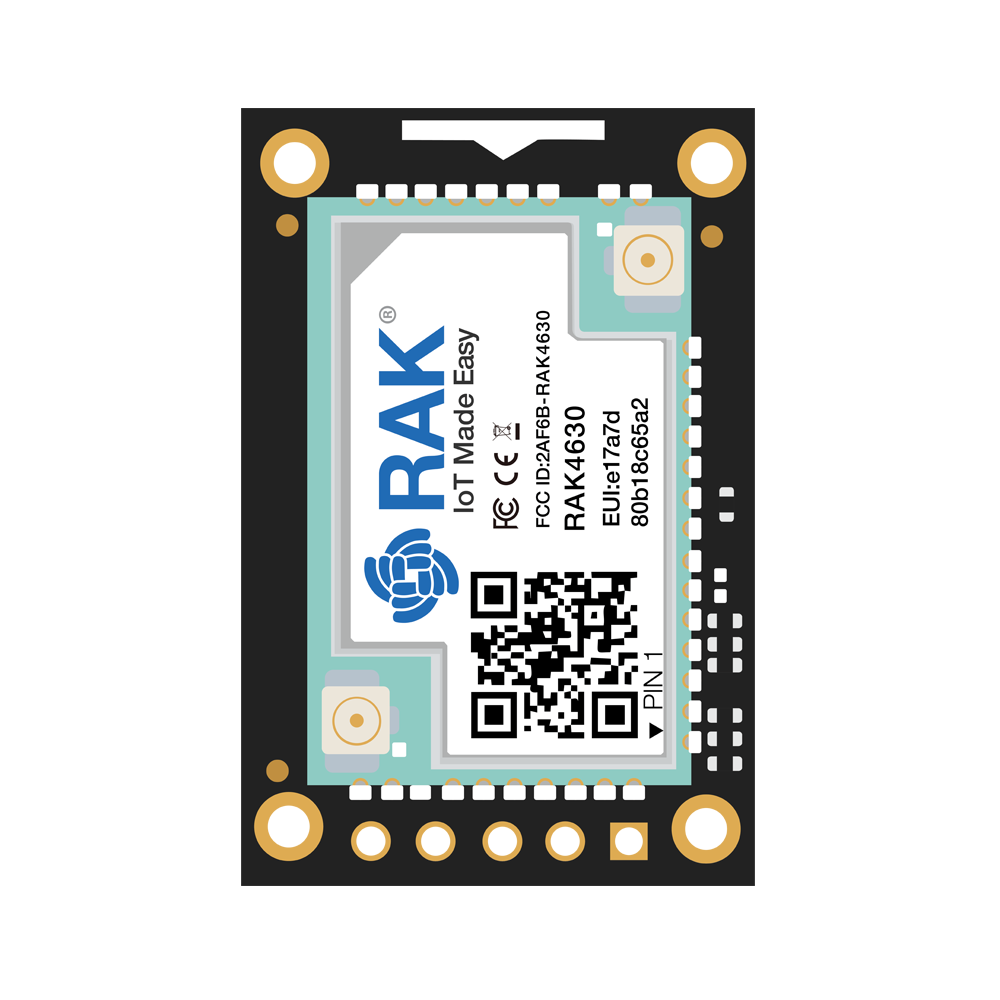 RAK®
IoT Made Easy
FC CE
FCC ID:2AF6B-RAK4630
RAK4630
EUI:e17a7d
80b18c65a2
PIN 1